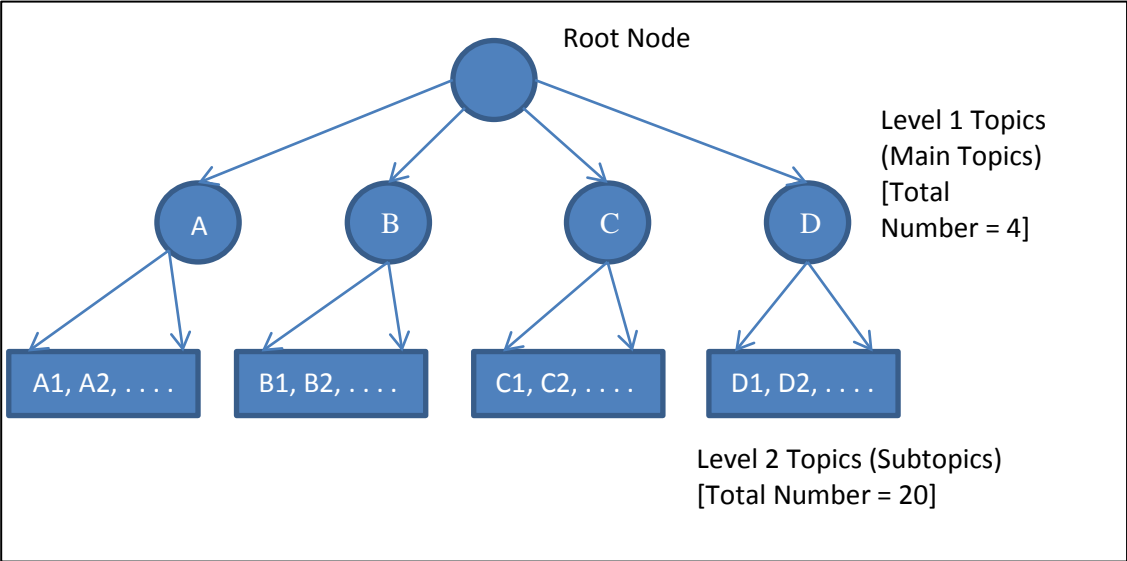 Root Node
Level 1 Topics
(Main Topics)
[Total
Number = 4]
A
B
C
D
A1, A2, . . . .
B1, B2, . . . .
C1, C2, . . . .
D1, D2, . . . .
Level 2 Topics (Subtopics)
[Total Number = 20]